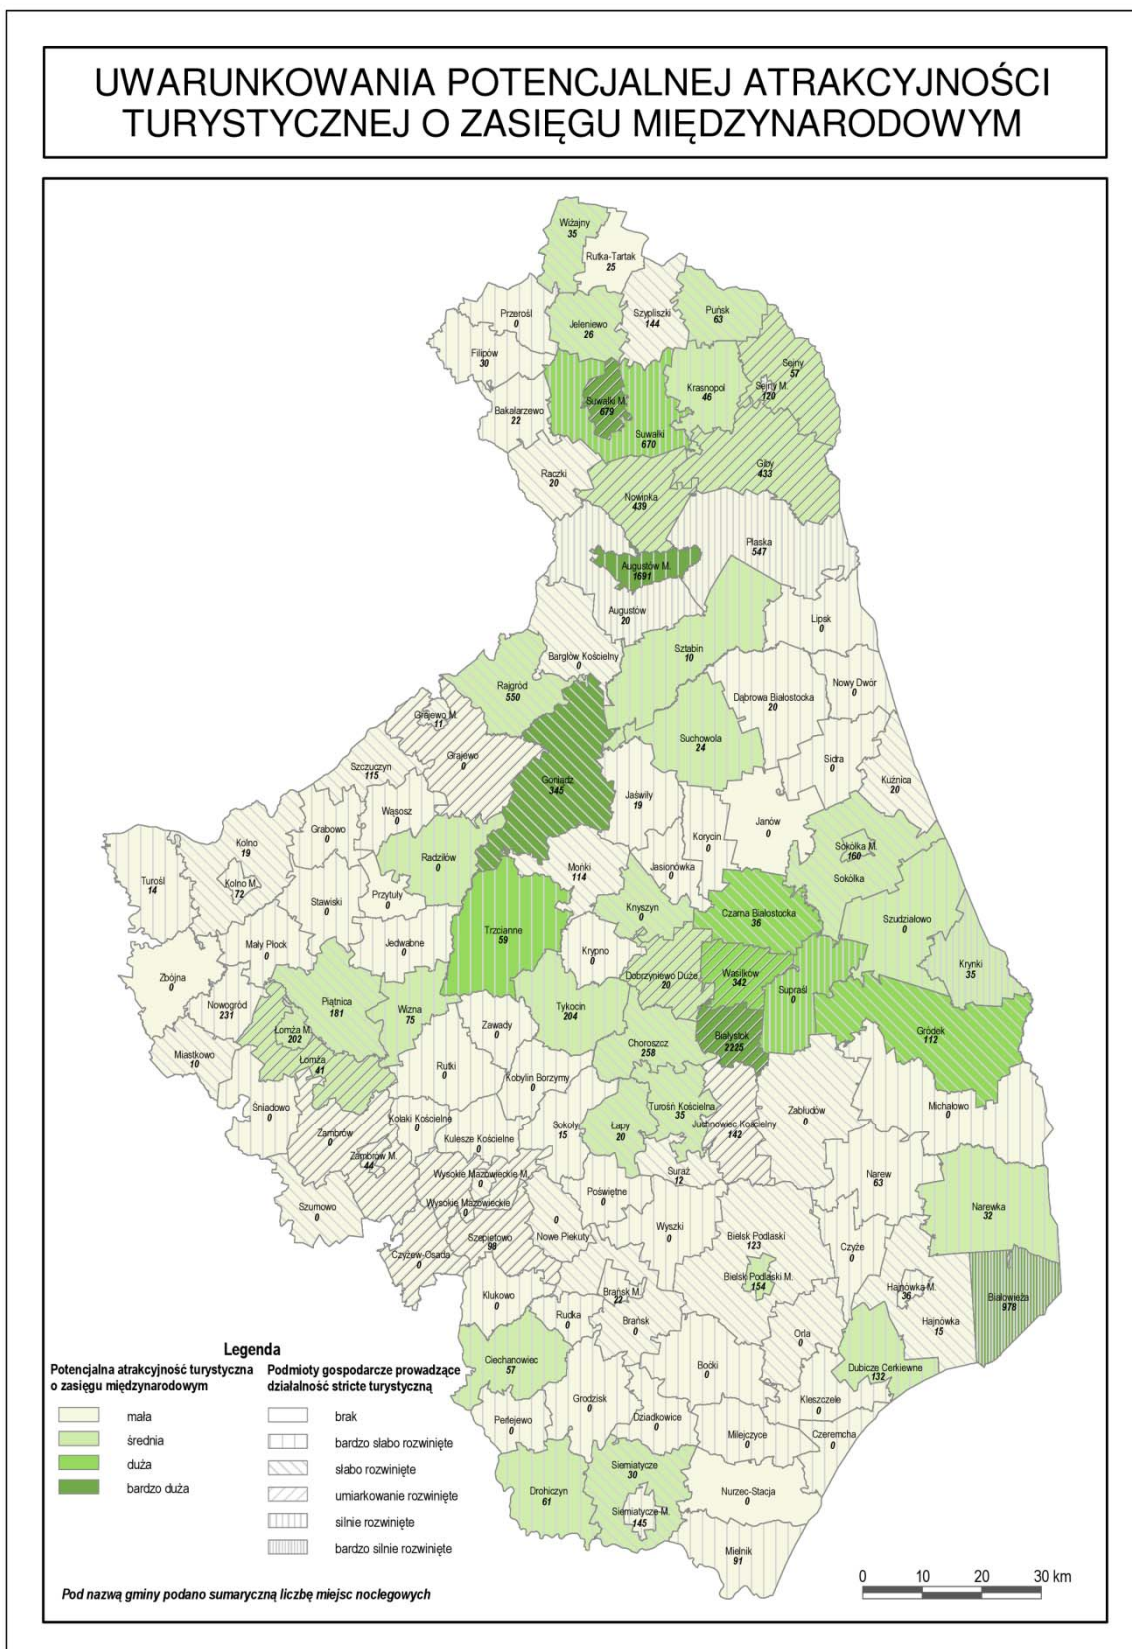 UWARUNKOWANIA POTENCJALNEJ ATRAKCYJNOŚCI
TURYSTYCZNEJ O ZASIĘGU MIĘDZYNARODOWYM
Wiżajny
35
Rutka-Tartak
25
Przerośl
0
Jeleniewo
26
Szypliszki
144
Puńsk
63
Filipów
30
Sejny
57
Krasnopol
46
Sejny M.
120
Suwałki M.
679
Bakałarzewo
22
Suwałki
670
Raczki
20
Giby
433
Nowinka
439
Płaska
547
Augustów M.
1691
Augustów
20
Lipsk
0
Sztabin
10
Bargłów Kościelny
0
Rajgród
550
Nowy Dwór
0
Dąbrowa Białostocka
20
Grajewo M.
11
Suchowola
24
Grajewo
0
Sidra
0
Szczuczyn
115
Goniądz
345
Kuźnica
20
Jaświły
19
Wąsosz
0
Janów
0
Grabowo
0
Korycin
0
Kolno
19
Sokółka M.
160
Radziłów
0
Mońki
114
Jasionówka
0
Turośl
14
Kolno M.
72
Sokółka
Stawiski
0
Przytuły
0
Knyszyn
0
Czarna Białostocka
36
Szudziałowo
0
Trzcianne
59
Mały Płock
0
Jedwabne
0
Krypno
0
Zbójna
0
Dobrzyniewo Duże
20
Wasilków
342
Krynki
35
Supraśl
0
Piątnica
181
Nowogród
231
Wizna
75
Tykocin
204
Łomża M.
202
Zawady
0
Białystok
2225
Gródek
112
Miastkowo
10
Choroszcz
258
Łomża
41
Rutki
0
Kobylin Borzymy
0
Śniadowo
0
Turośń Kościelna
35
Zabłudów
0
Michałowo
0
Kołaki Kościelne
0
Sokoły
15
Łapy
20
Juchnowiec Kościelny
142
Zambrów
0
Kulesze Kościelne
0
Zambrów M.
44
Wysokie Mazowieckie M.
0
Suraż
12
Narew
63
Poświętne
0
Wysokie Mazowieckie
0
Szumowo
0
Narewka
32
Wyszki
0
0
Nowe Piekuty
Szepietowo
98
Bielsk Podlaski
123
Czyże
0
Czyżew-Osada
0
Bielsk Podlaski M.
154
Brańsk M.
22
Hajnówka M.
36
Białowieża
978
Klukowo
0
Rudka
0
Brańsk
0
Hajnówka
15
Orla
0
Ciechanowiec
57
Boćki
0
Dubicze Cerkiewne
132
Grodzisk
0
Kleszczele
0
Perlejewo
0
Dziadkowice
0
Milejczyce
0
Czeremcha
0
Siemiatycze
30
Drohiczyn
61
Nurzec-Stacja
0
Siemiatycze M.
145
Mielnik
91
Legenda
Potencjalna atrakcyjność turystyczna
o zasięgu międzynarodowym
mała
średnia
duża
bardzo duża
Podmioty gospodarcze prowadzące
działalność stricte turystyczną
brak
bardzo słabo rozwinięte
słabo rozwinięte
umiarkowanie rozwinięte
silnie rozwinięte
bardzo silnie rozwinięte
Pod nazwą gminy podano sumaryczną liczbę miejsc noclegowych
0 10 20 30 km